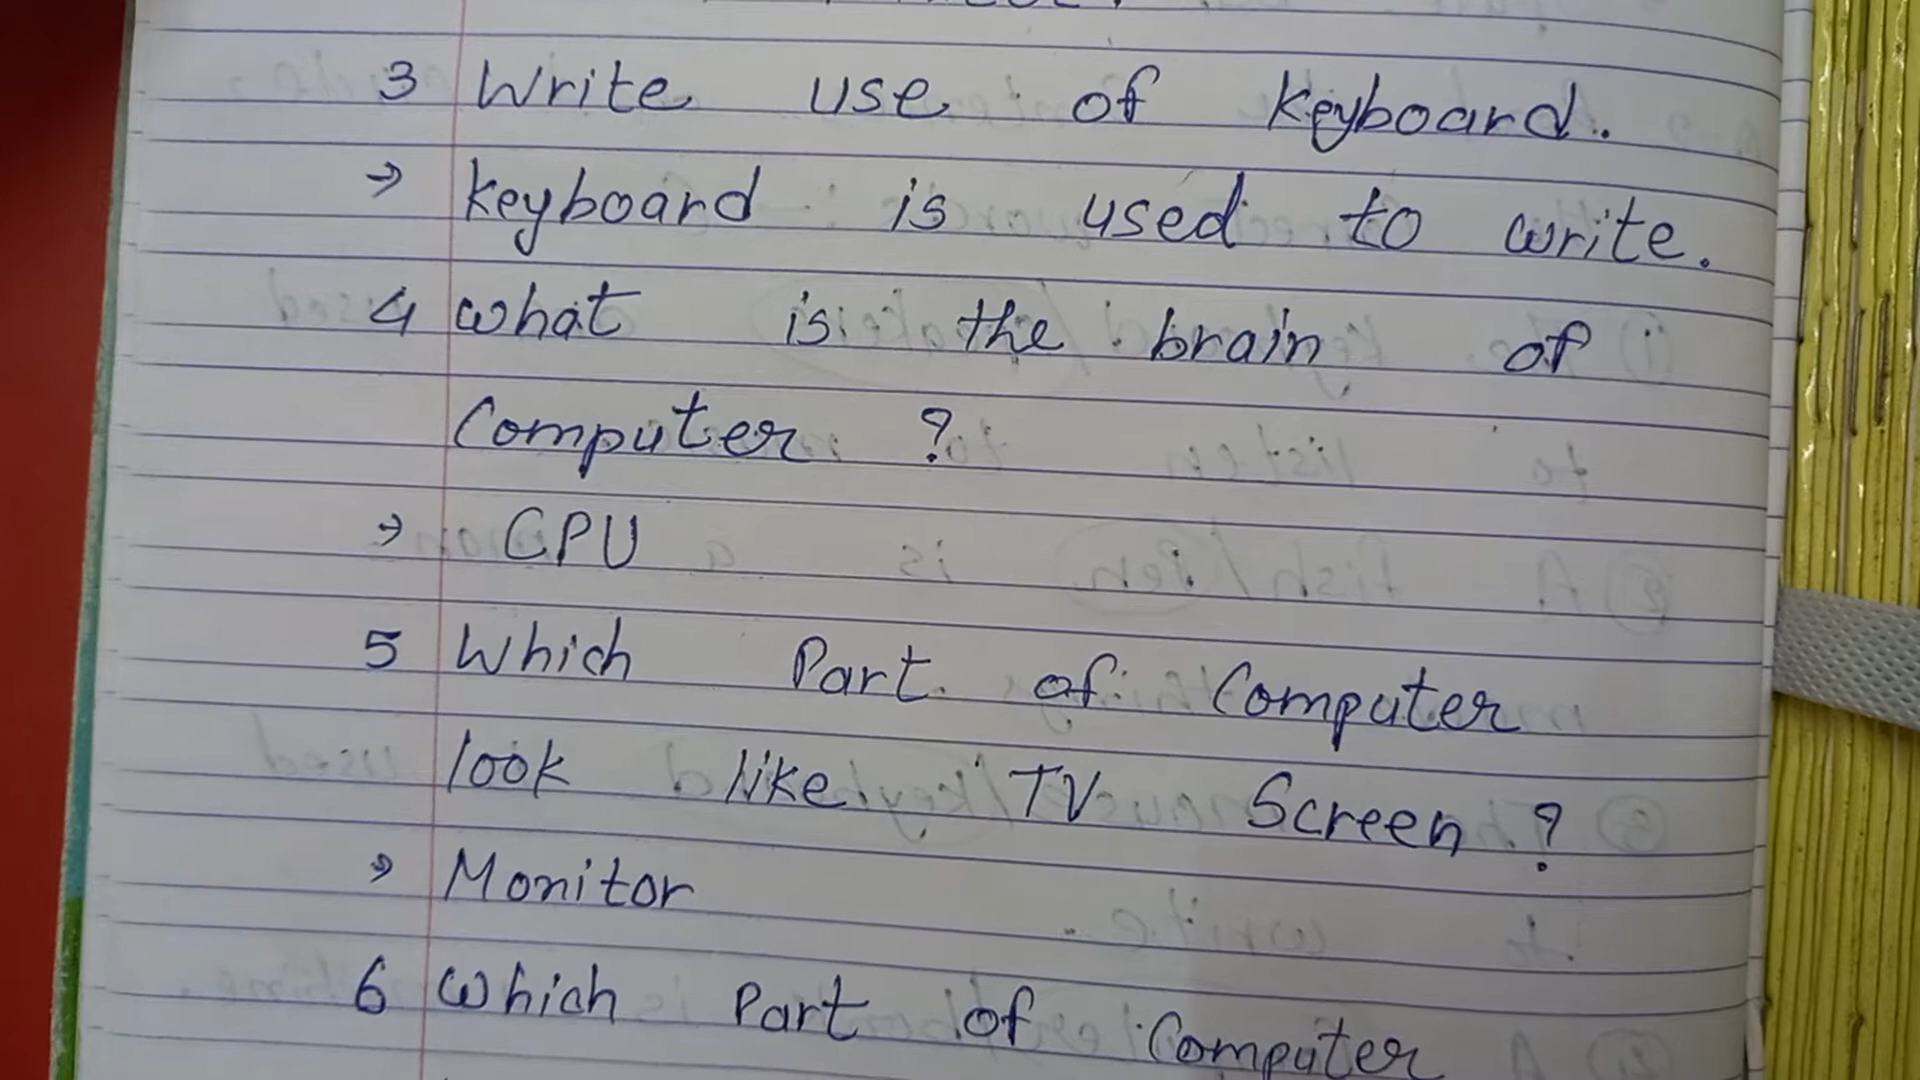 3 Write use of keyboard.
→ keyboard is used to write.
4 what is the brain of
Computer ?
→ CPU
5 Which Part of Computer
look like TV Screen ?
→ Monitor
6 Which Part of Computer